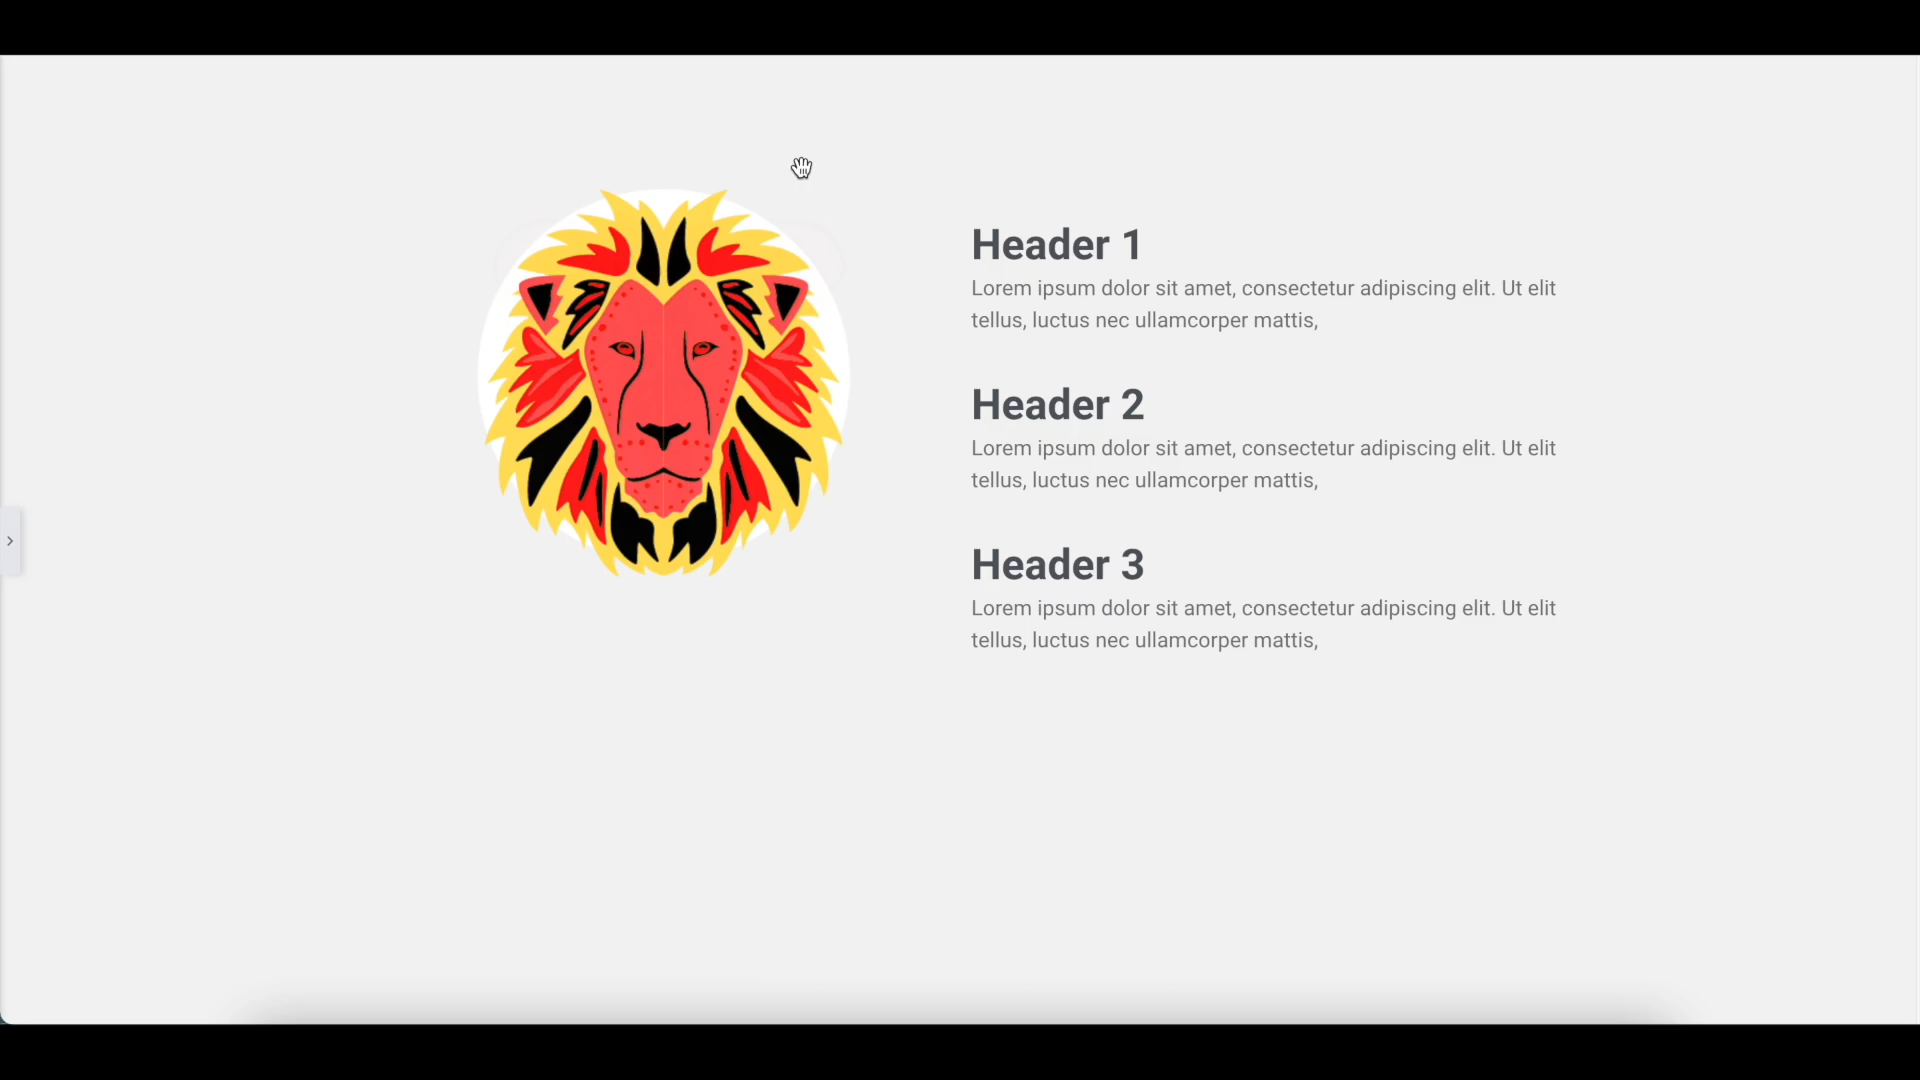 Header 1
Lorem ipsum dolor sit amet, consectetur adipiscing elit. Ut elit
tellus, luctus nec ullamcorper mattis,
Header 2
Lorem ipsum dolor sit amet, consectetur adipiscing elit. Ut elit
tellus, luctus nec ullamcorper mattis,
Header 3
Lorem ipsum dolor sit amet, consectetur adipiscing elit. Ut elit
tellus, luctus nec ullamcorper mattis,